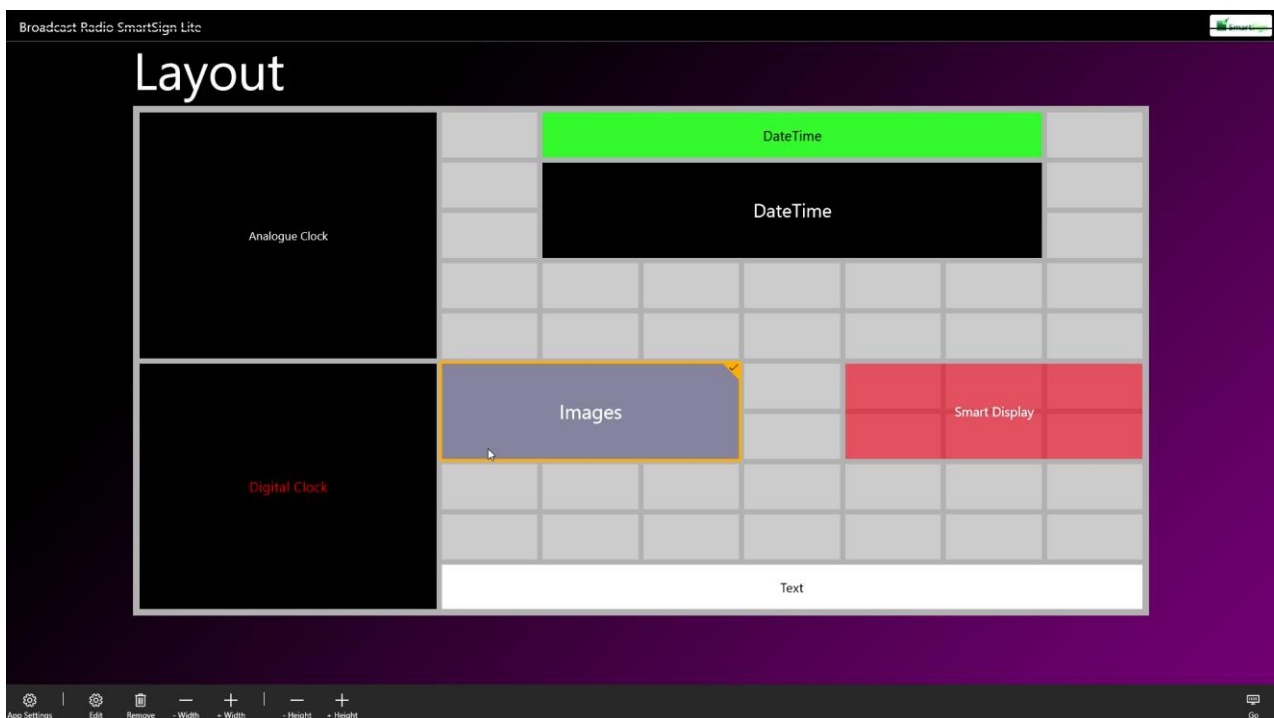 Broadcast Radio SmartSign Lite
SmartSign
Layout
DateTime
DateTime
Analogue Clock
Images
Smart Display
Digital Clock
Text
App Settings
Edit
Remove
- Width
+ Width
- Height
+ Height
Go